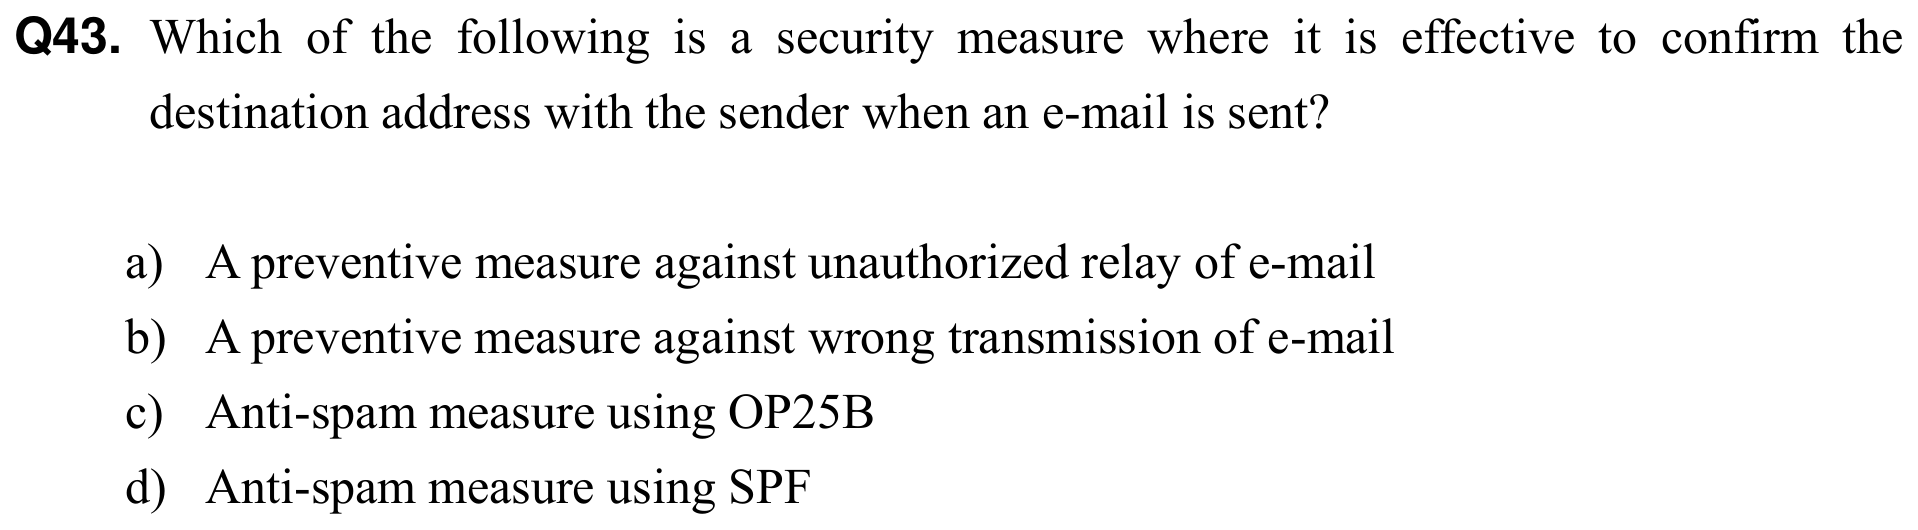 Q43. Which of the following is a security measure where it is effective to confirm the
destination address with the sender when an e-mail is sent?
a) A preventive measure against unauthorized relay of e-mail
b) A preventive measure against wrong transmission of e-mail
c) Anti-spam measure using OP25B
d) Anti-spam measure using SPF